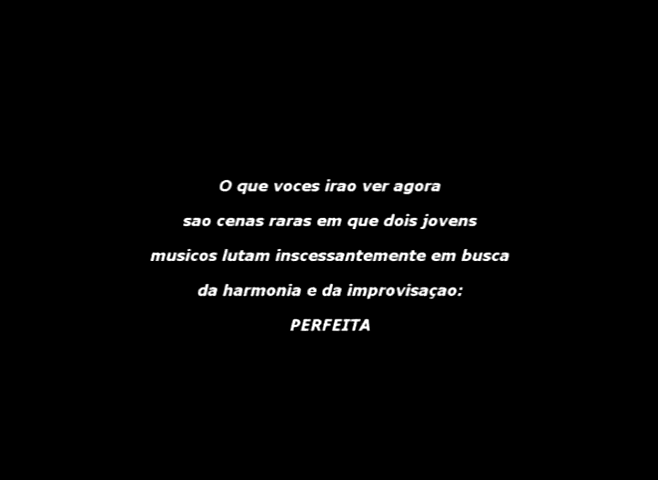 O que voces irao ver agora
sao cenas raras em que dois jovens
musicos lutam inscessantemente em busca
da harmonia e da improvisaçao:
PERFEITA